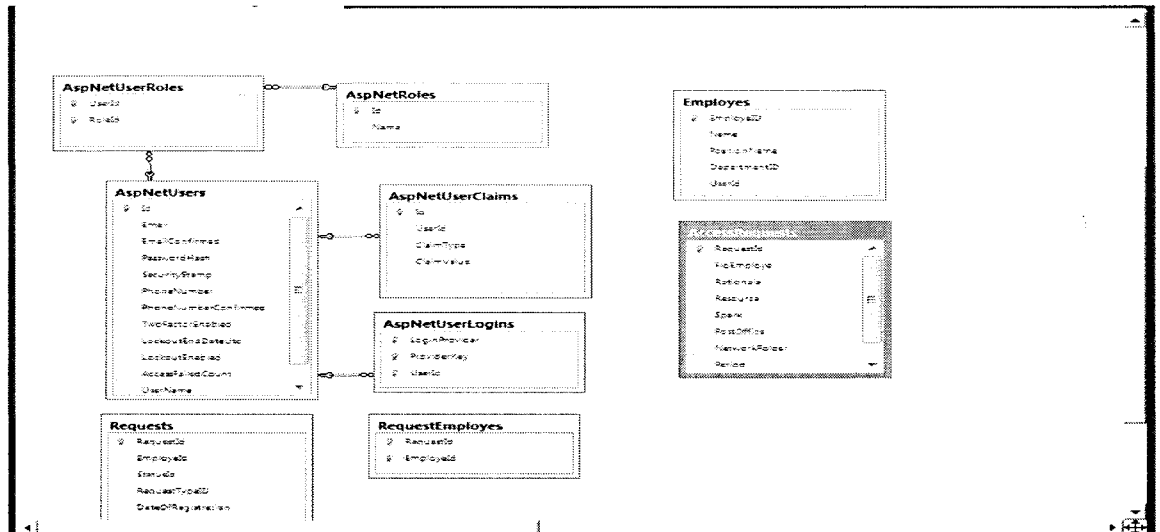 AspNetUserRoles
UserId
RoleId
AspNetRoles
Id
Name
Employes
EmployeID
Name
PositionName
DepartmentID
UserId
AspNetUsers
Id
Email
EmailConfirmed
PasswordHash
SecurityStamp
PhoneNumber
PhoneNumberConfirmed
TwoFactorEnabled
LockoutEndDateUtc
LockoutEnabled
AccessFailedCount
UserName
AspNetUserClaims
Id
UserId
ClaimType
ClaimValue
AccessRequests
RequestId
FioEmploye
Rationale
Resource
Spark
PostOffice
NetworkFolder
Period
AspNetUserLogins
LoginProvider
ProviderKey
UserId
Requests
RequestId
EmployeId
StatusId
RequestTypeID
DateOfRegistration
RequestEmployes
RequestId
EmployeId